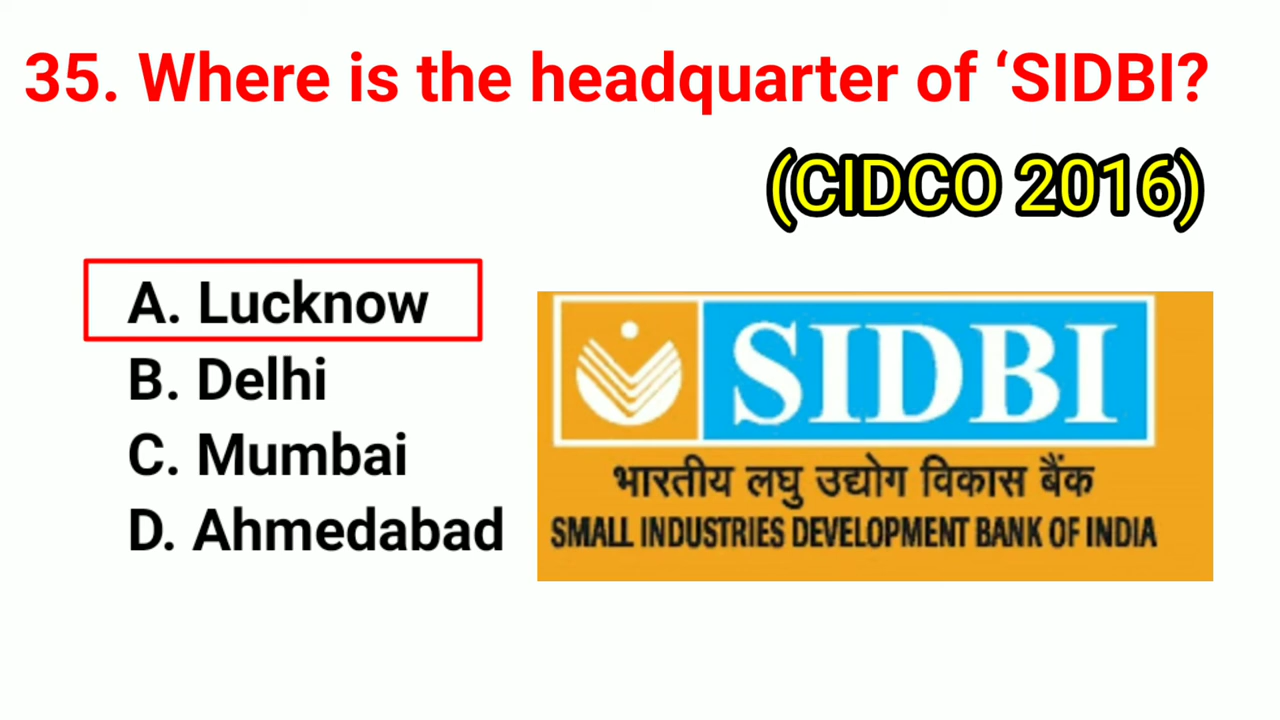 35. Where is the headquarter of ‘SIDBI?
(CIDCO 2016)
A. Lucknow
B. Delhi
C. Mumbai
D. Ahmedabad
SIDBI
भारतीय लघु उद्योग विकास बैंक
SMALL INDUSTRIES DEVELOPMENT BANK OF INDIA